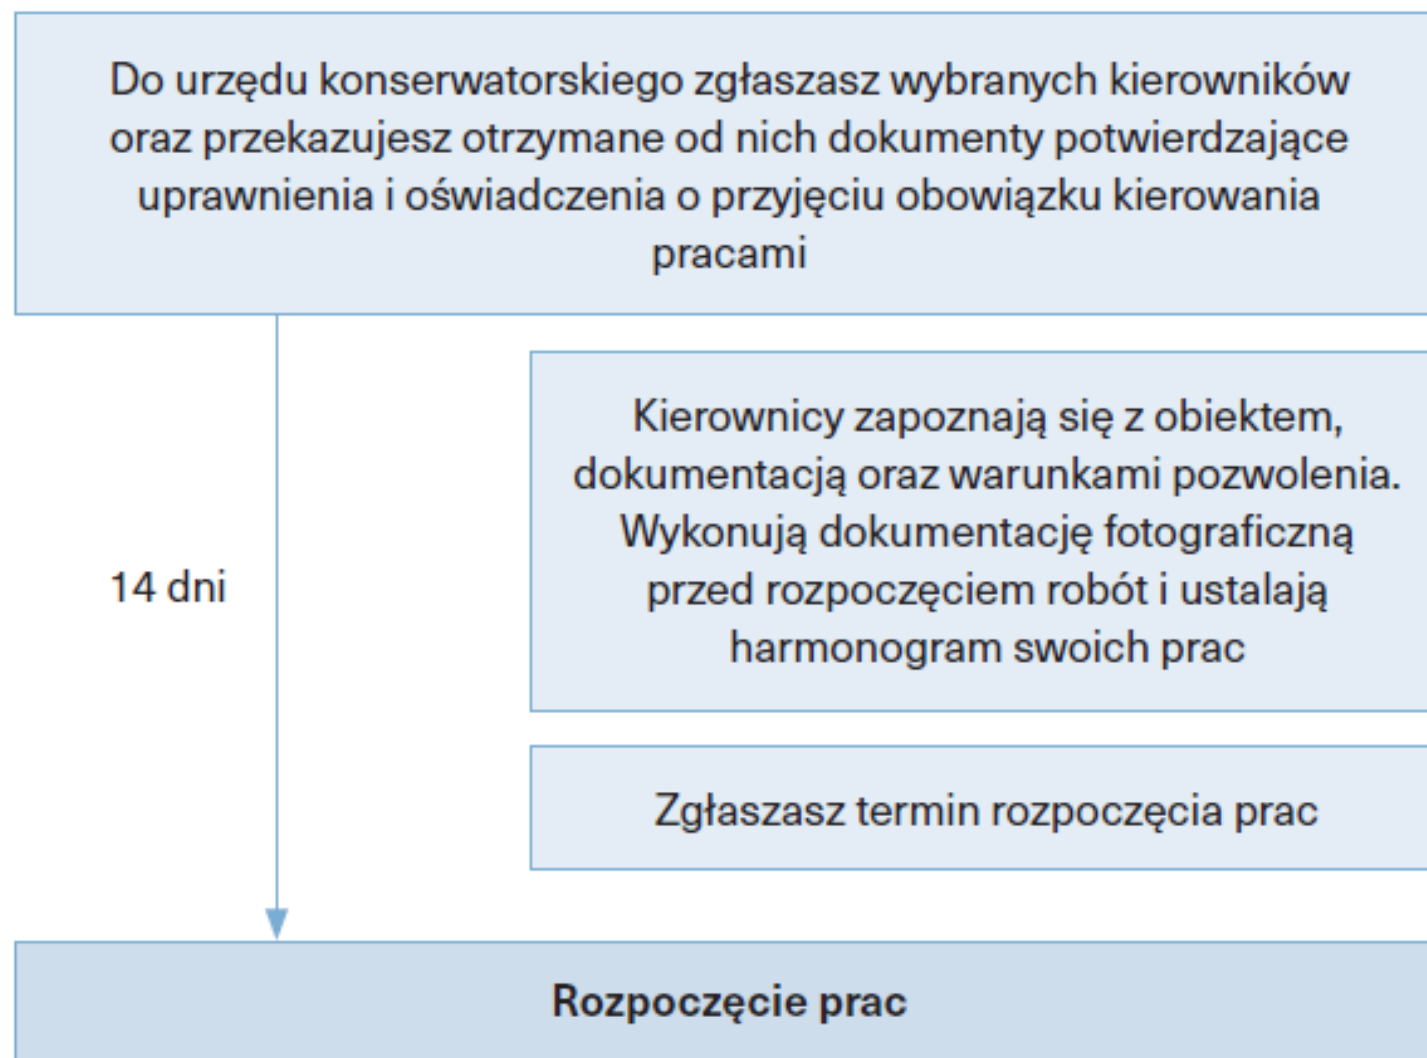 Do urzędu konserwatorskiego zgłaszasz wybranych kierowników
oraz przekazujesz otrzymane od nich dokumenty potwierdzające
uprawnienia i oświadczenia o przyjęciu obowiązku kierowania
pracami
Kierownicy zapoznają się z obiektem,
dokumentacją oraz warunkami pozwolenia.
Wykonują dokumentację fotograficzną
przed rozpoczęciem robót i ustalają
harmonogram swoich prac
14 dni
Zgłaszasz termin rozpoczęcia prac
Rozpoczęcie prac